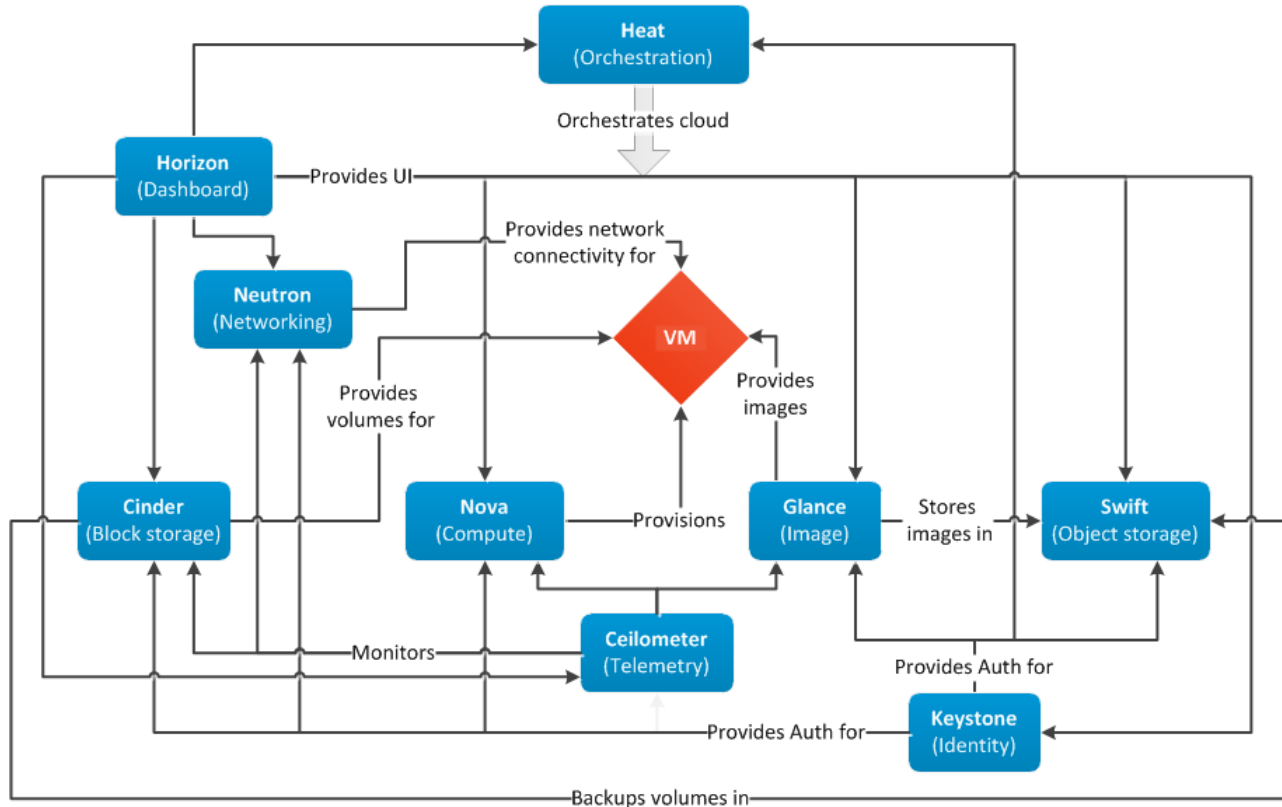 Heat
(Orchestration)
Orchestrates cloud
Horizon
(Dashboard)
Provides UI
Provides network
connectivity for
Neutron
(Networking)
VM
Provides
volumes for
Provides
images
Cinder
(Block storage)
Nova
(Compute)
Provisions
Glance
(Image)
Stores
images in
Swift
(Object storage)
Ceilometer
(Telemetry)
Monitors
Provides Auth for
Keystone
(Identity)
Provides Auth for
Backups volumes in